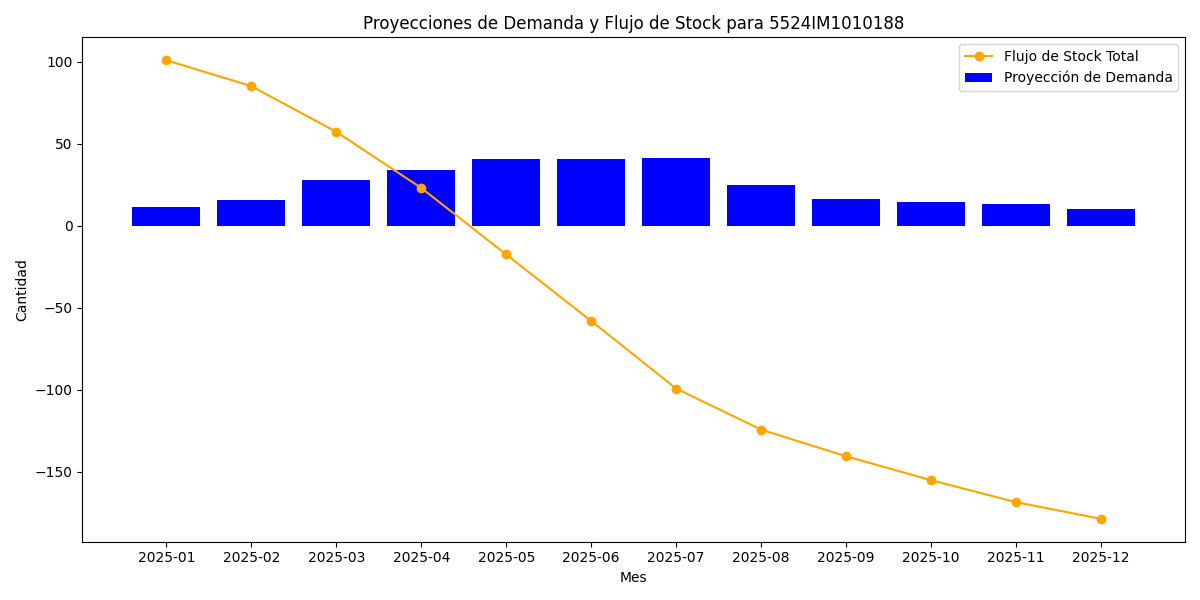 Proyecciones de Demanda y Flujo de Stock para 5524IM1010188
Flujo de Stock Total
Proyección de Demanda
Cantidad
100
50
0
−50
−100
−150
2025-01 2025-02 2025-03 2025-04 2025-05 2025-06 2025-07 2025-08 2025-09 2025-10 2025-11 2025-12
Mes